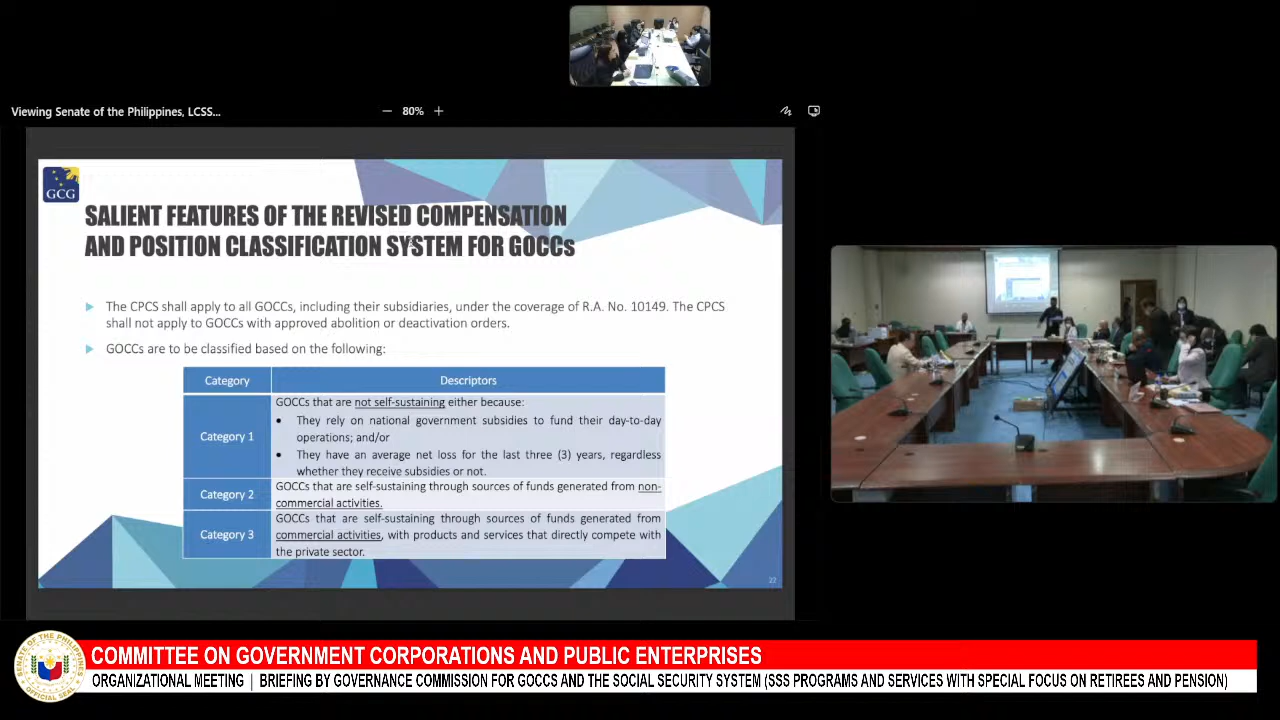 Viewing Senate of the Philippines, LCSS...
80%
GCG
SALIENT FEATURES OF THE REVISED COMPENSATION
AND POSITION CLASSIFICATION SYSTEM FOR GOCCs
The CPCS shall apply to all GOCCs, including their subsidiaries, under the coverage of R.A. No. 10149. The CPCS
shall not apply to GOCCs with approved abolition or deactivation orders.
GOCCs are to be classified based on the following:
Category
Descriptors
Category 1
GOCCs that are not self-sustaining either because:
• They rely on national government subsidies to fund their day-to-day
operations; and/or
• They have an average net loss for the last three (3) years, regardless
whether they receive subsidies or not.
Category 2
GOCCs that are self-sustaining through sources of funds generated from non-
commercial activities.
Category 3
GOCCs that are self-sustaining through sources of funds generated from
commercial activities, with products and services that directly compete with
the private sector.
22
SENATE OF THE PHILIPPINES
OFFICIAL SEAL
COMMITTEE ON GOVERNMENT CORPORATIONS AND PUBLIC ENTERPRISES
ORGANIZATIONAL MEETING | BRIEFING BY GOVERNANCE COMMISSION FOR GOCCS AND THE SOCIAL SECURITY SYSTEM (SSS PROGRAMS AND SERVICES WITH SPECIAL FOCUS ON RETIREES AND PENSION)